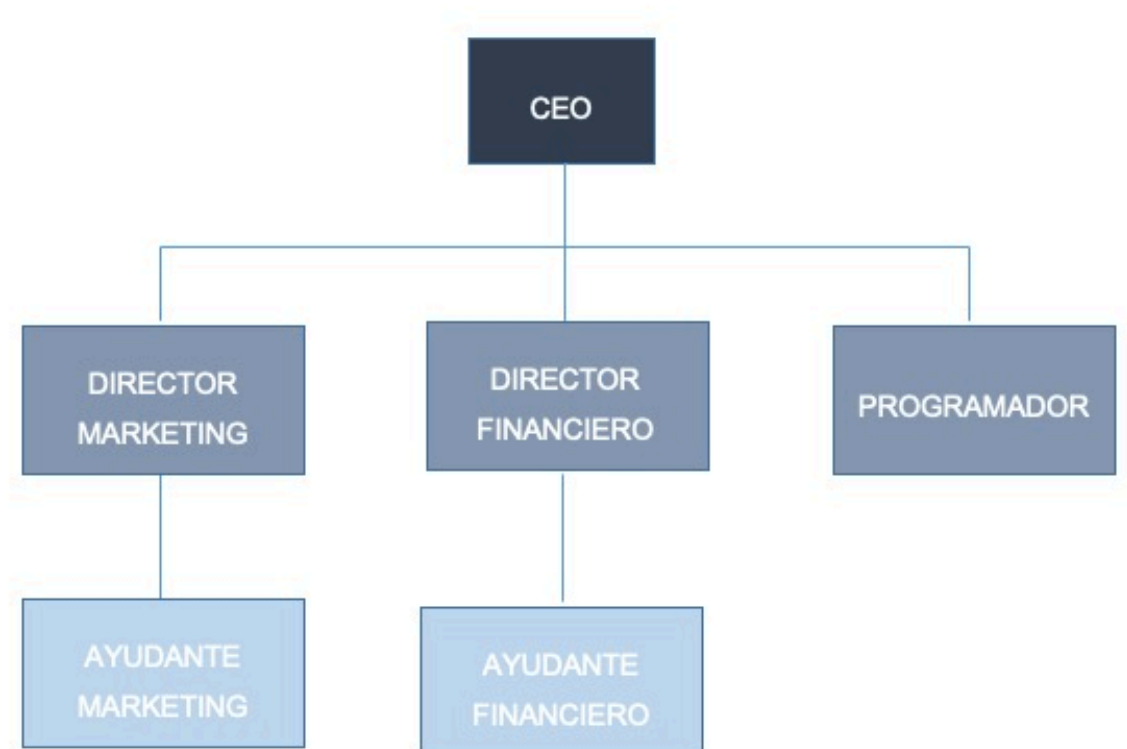 CEO
DIRECTOR
MARKETING
DIRECTOR
FINANCIERO
PROGRAMADOR
AYUDANTE
MARKETING
AYUDANTE
FINANCIERO